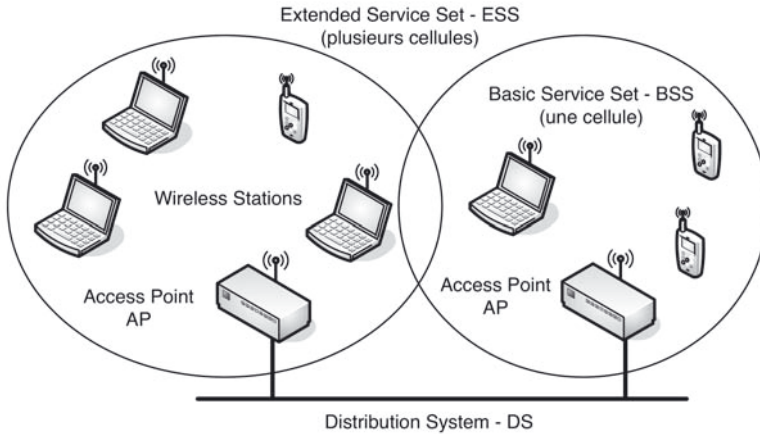 Extended Service Set - ESS
(plusieurs cellules)
Basic Service Set - BSS
(une cellule)
Wireless Stations
Access Point
AP
Access Point
AP
Distribution System - DS